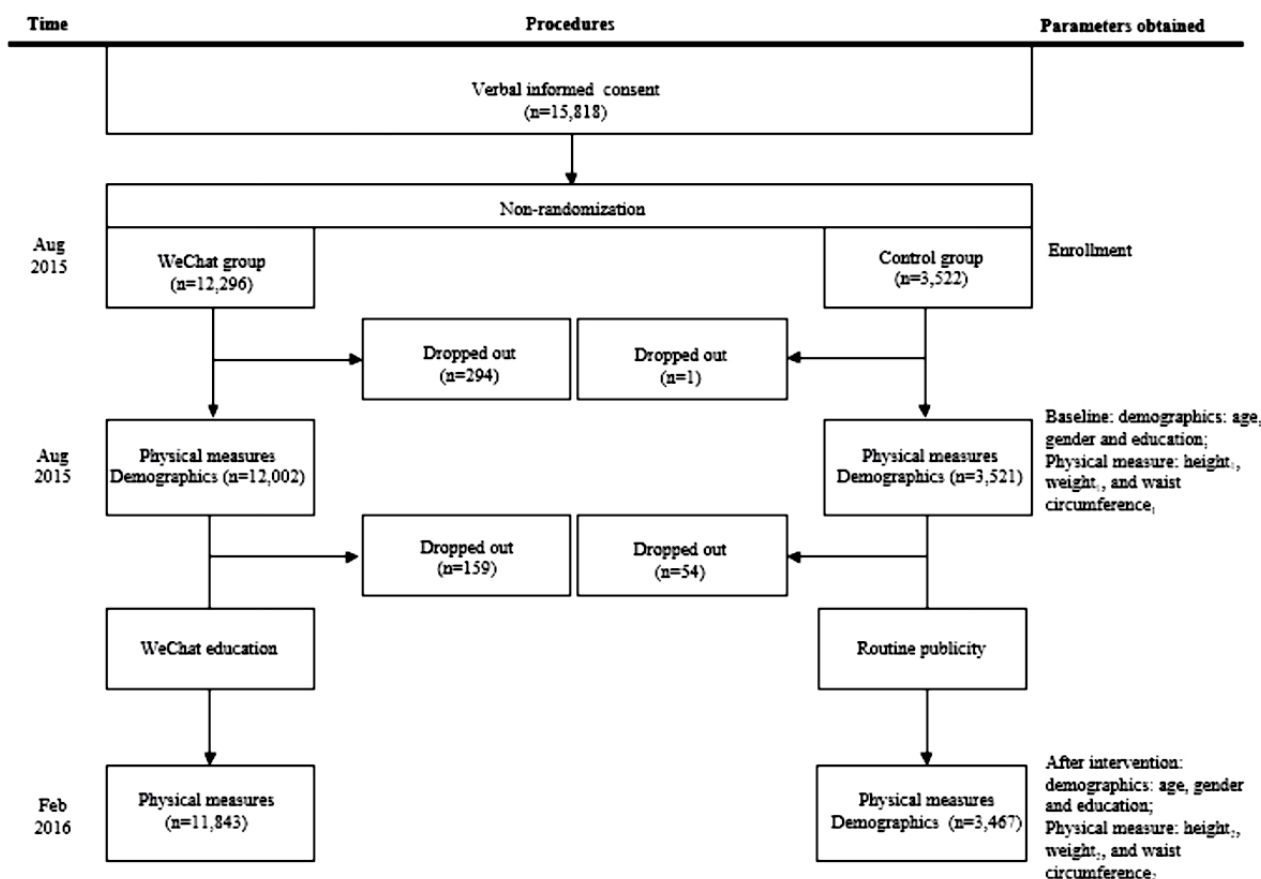 Time
Procedures
Parameters obtained
Verbal informed consent
(n=15,818)
Non-randomization
Aug
2015
WeChat group
(n=12,296)
Control group
(n=3,522)
Enrollment
Dropped out
(n=294)
Dropped out
(n=1)
Aug
2015
Physical measures
Demographics (n=12,002)
Physical measures
Demographics (n=3,521)
Baseline: demographics: age,
gender and education;
Physical measure: height₁,
weight₁, and waist
circumference₁
Dropped out
(n=159)
Dropped out
(n=54)
WeChat education
Routine publicity
Feb
2016
Physical measures
(n=11,843)
Physical measures
Demographics (n=3,467)
After intervention:
demographics: age, gender
and education;
Physical measure: height₂,
weight₂, and waist
circumference₂